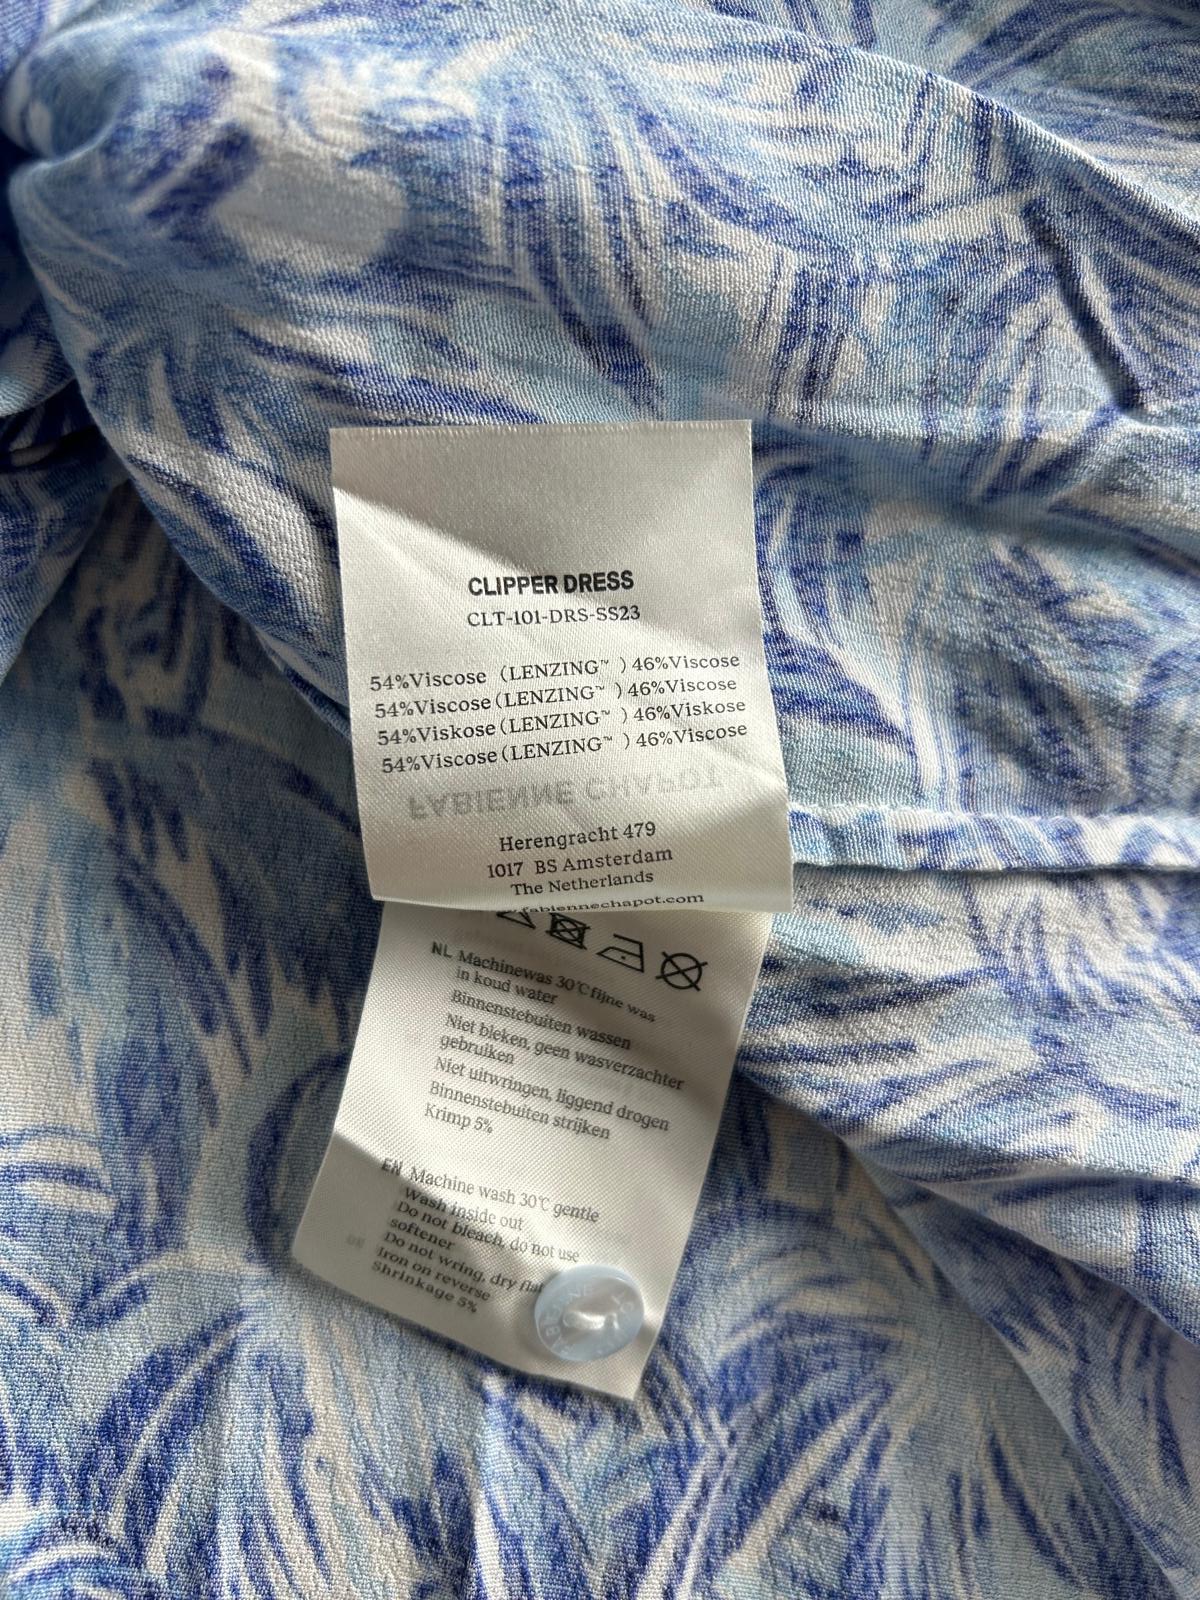 CLIPPER DRESS
CLT-101-DRS-SS23
54%Viscose (LENZING™ ) 46%Viscose
54%Viscose (LENZING™ ) 46%Viscose
54%Viskose (LENZING™ ) 46%Viskose
54%Viscose (LENZING™ ) 46%Viscose
FABIENNE CHAPOT
Herengracht 479
1017 BS Amsterdam
The Netherlands
fabiennechapot.com
NL Machinewas 30℃ fijne was
in koud water
Binnenstebuiten wassen
Niet bleken, geen wasverzachter
gebruiken
Niet uitwringen, liggend drogen
Binnenstebuiten strijken
Krimp 5%
EN Machine wash 30℃ gentle
Wash inside out
Do not bleach, do not use
softener
Do not wring, dry flat
Iron on reverse
Shrinkage 5%